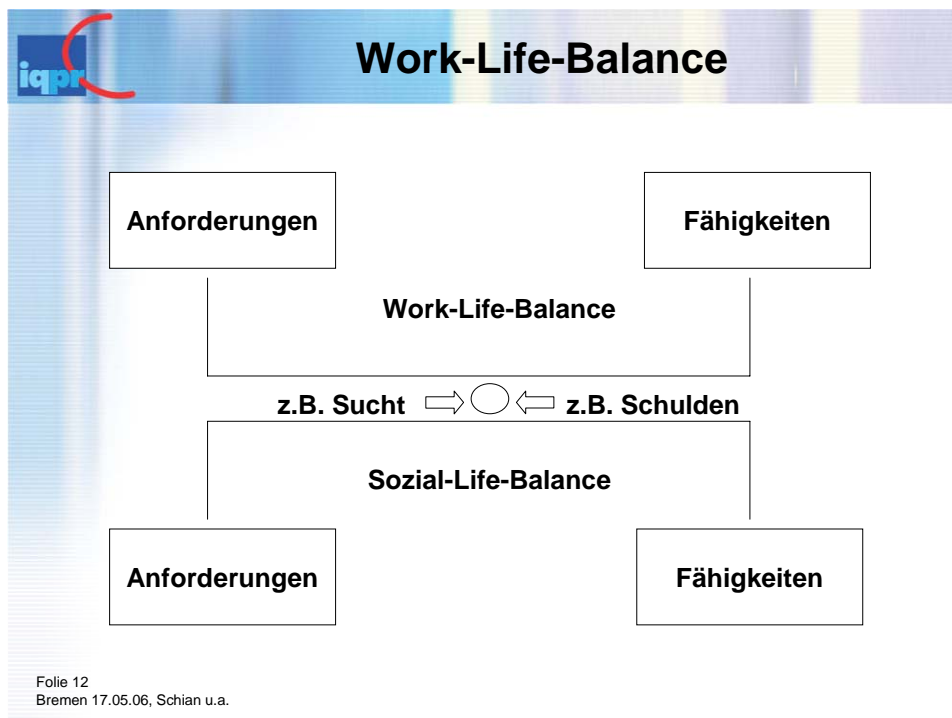 iqpr
Work-Life-Balance
Anforderungen
Fähigkeiten
Work-Life-Balance
z.B. Sucht
z.B. Schulden
Sozial-Life-Balance
Anforderungen
Fähigkeiten
Folie 12
Bremen 17.05.06, Schian u.a.